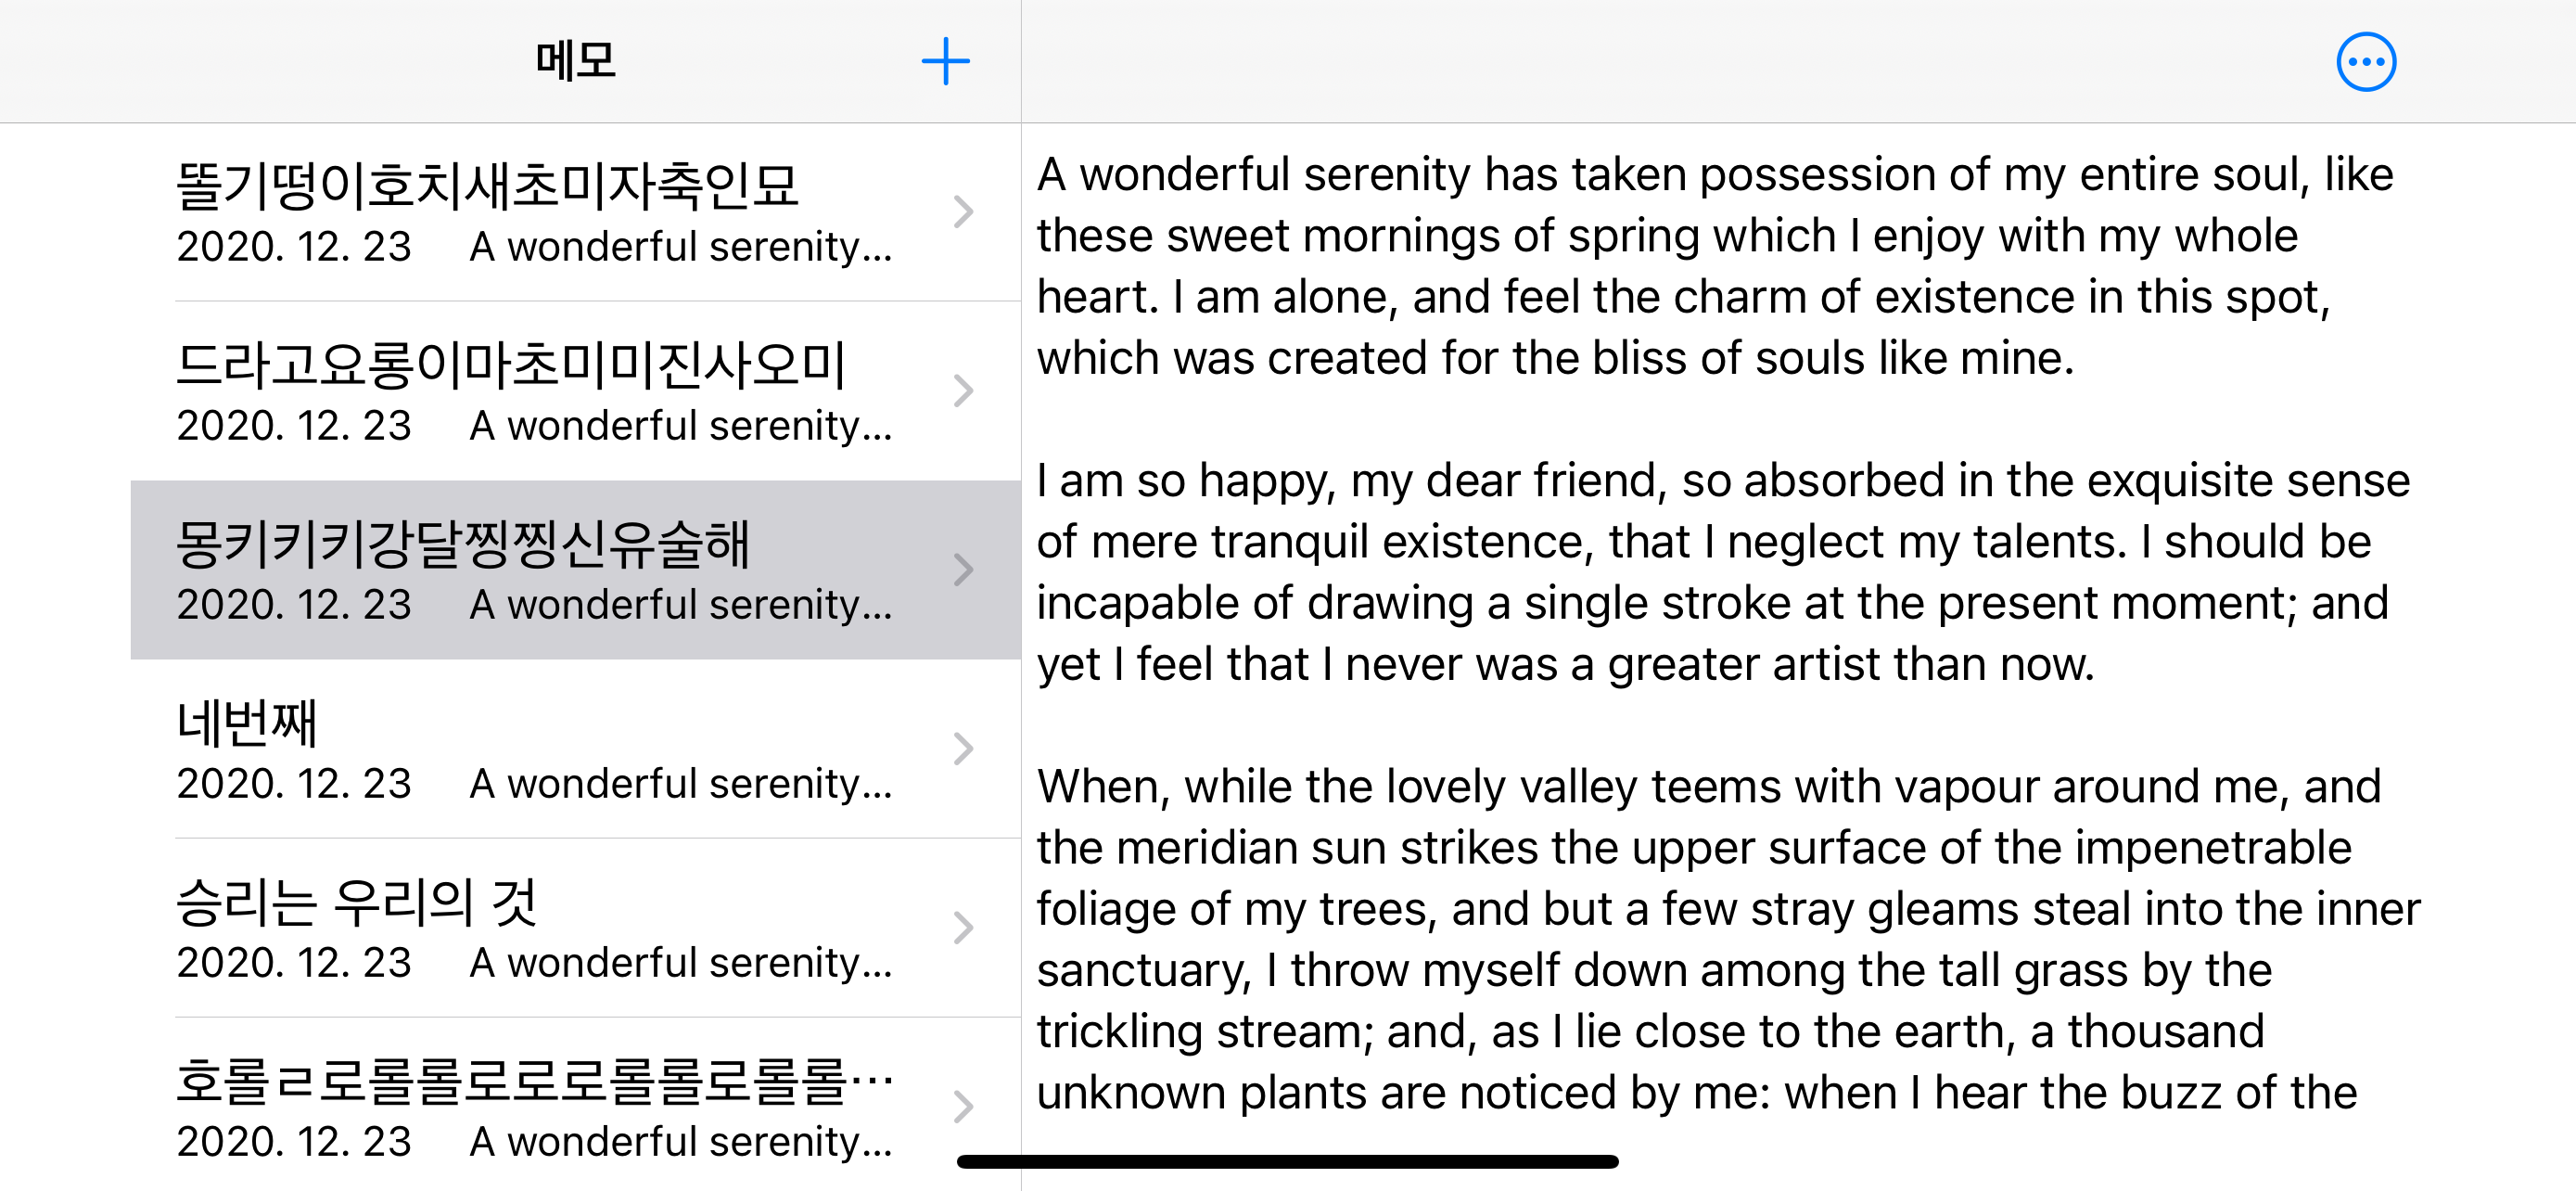 메모
똘기떵이호치새초미자축인묘
2020. 12. 23 A wonderful serenity...
드라고요롱이마초미미진사오미
2020. 12. 23 A wonderful serenity...
몽키키키강달찡찡신유술해
2020. 12. 23 A wonderful serenity...
네번째
2020. 12. 23 A wonderful serenity...
승리는 우리의 것
2020. 12. 23 A wonderful serenity...
호롤ㄹ로롤롤로로로롤롤로롤롤…
2020. 12. 23 A wonderful serenity...
A wonderful serenity has taken possession of my entire soul, like
these sweet mornings of spring which I enjoy with my whole
heart. I am alone, and feel the charm of existence in this spot,
which was created for the bliss of souls like mine.
I am so happy, my dear friend, so absorbed in the exquisite sense
of mere tranquil existence, that I neglect my talents. I should be
incapable of drawing a single stroke at the present moment; and
yet I feel that I never was a greater artist than now.
When, while the lovely valley teems with vapour around me, and
the meridian sun strikes the upper surface of the impenetrable
foliage of my trees, and but a few stray gleams steal into the inner
sanctuary, I throw myself down among the tall grass by the
trickling stream; and, as I lie close to the earth, a thousand
unknown plants are noticed by me: when I hear the buzz of the